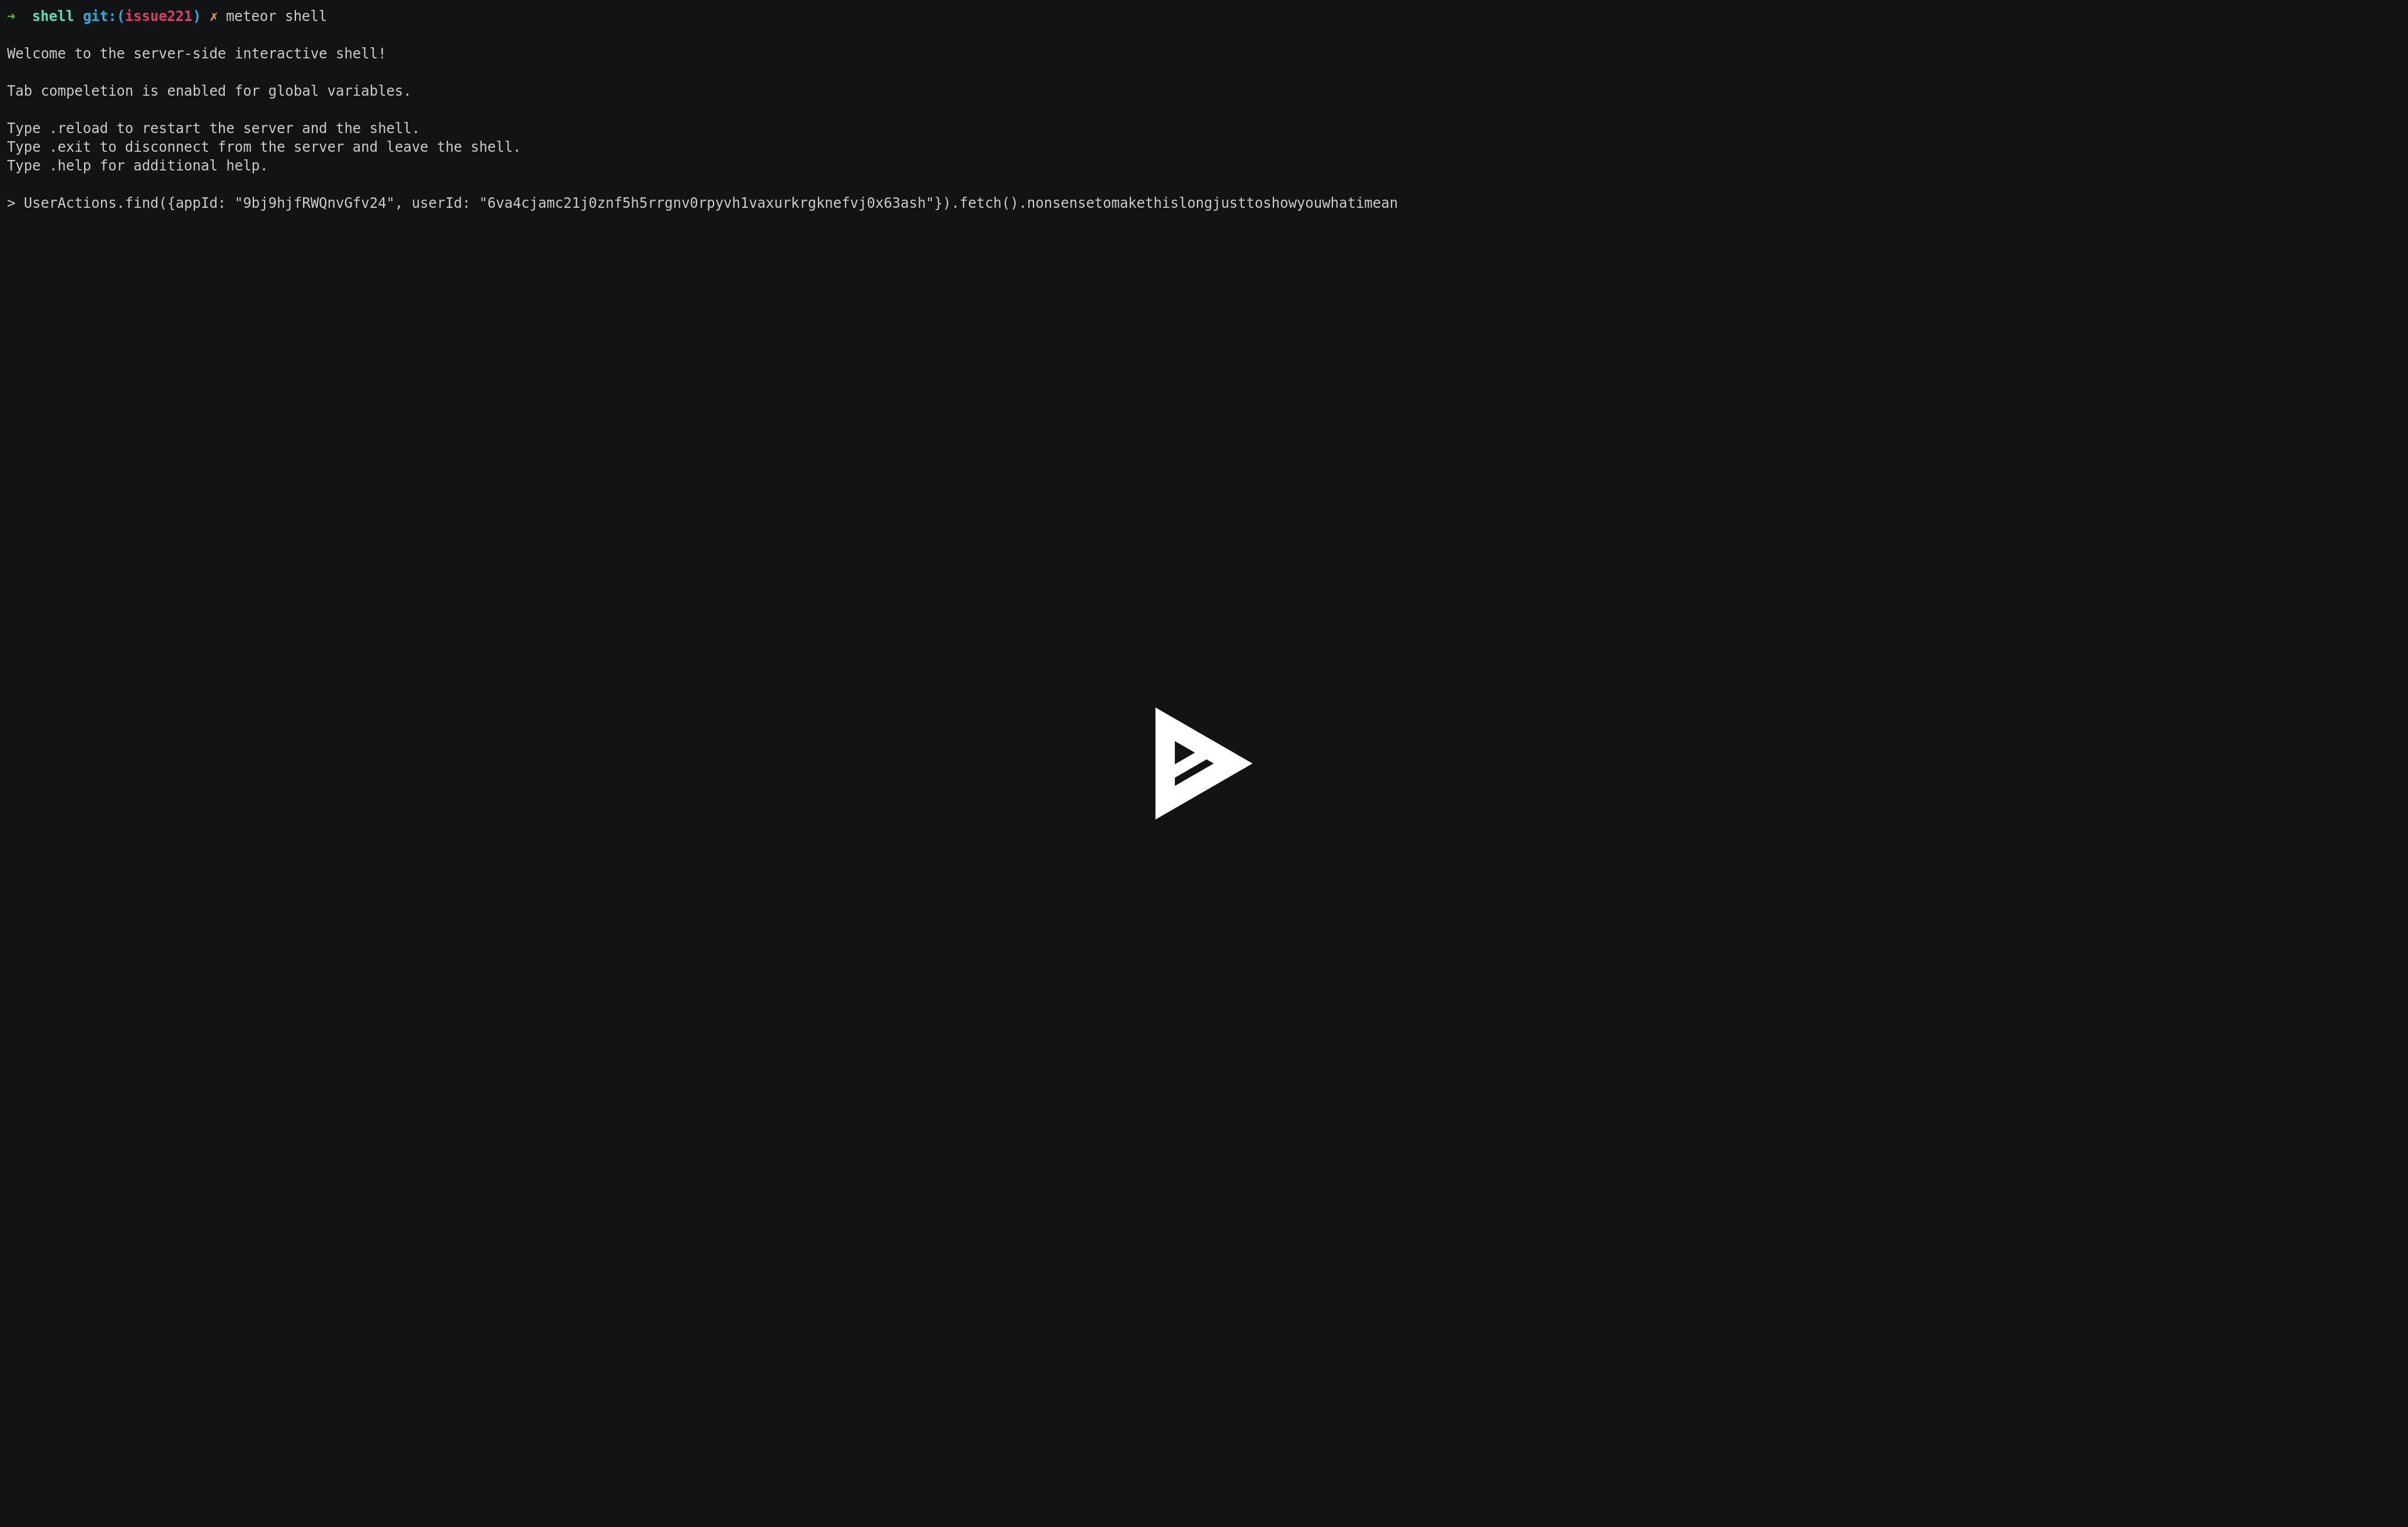 ➜  shell git:(issue221) ✗ meteor shell
Welcome to the server-side interactive shell!
Tab compeletion is enabled for global variables.
Type .reload to restart the server and the shell.
Type .exit to disconnect from the server and leave the shell.
Type .help for additional help.
> UserActions.find({appId: "9bj9hjfRWQnvGfv24", userId: "6va4cjamc21j0znf5h5rrgnv0rpyvh1vaxurkrgknefvj0x63ash"}).fetch().nonsensetomakethislongjusttoshowyouwhatimean